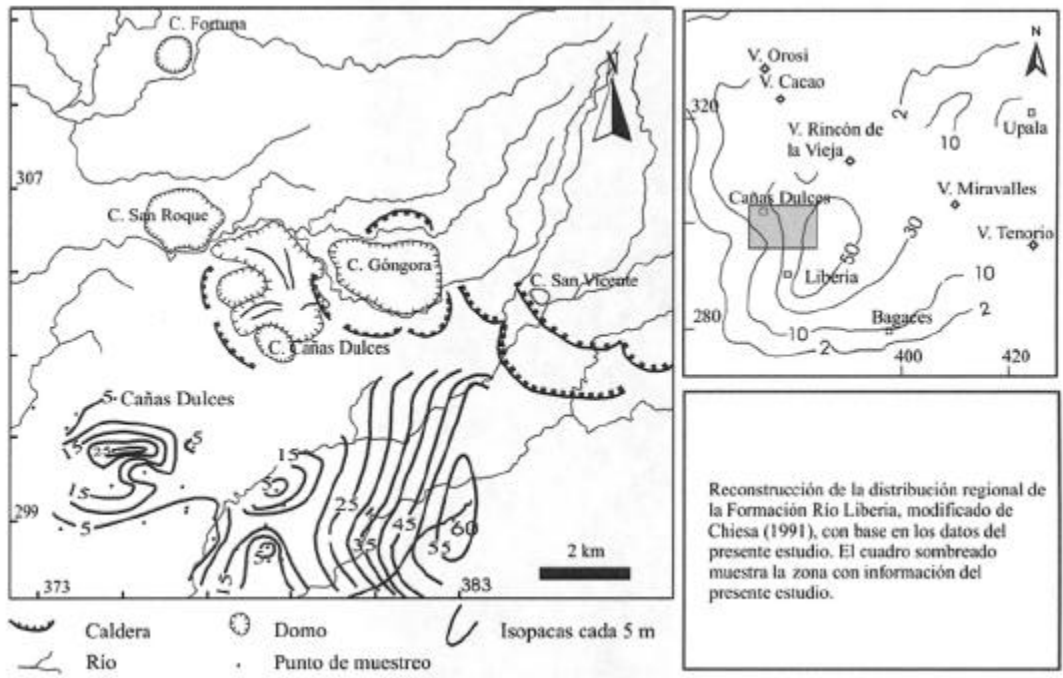 C. Fortuna
N
307
C. San Roque
C. Góngora
C. San Vicente
C. Cañas Dulces
Cañas Dulces
5
15
25
5
15
5
15
5
25
35
45
55
60
5
15
299
373
383
2 km
Caldera
Domo
Isopacas cada 5 m
Río
Punto de muestreo
N
V. Orosi
V. Cacao
320
2
10
Upala
V. Rincón de
la Vieja
Cañas Dulces
V. Miravalles
30
50
V. Tenorio
Liberia
10
280
Bagaces
10
2
2
400
420
Reconstrucción de la distribución regional de
la Formación Río Liberia, modificado de
Chiesa (1991), con base en los datos del
presente estudio. El cuadro sombreado
muestra la zona con información del
presente estudio.